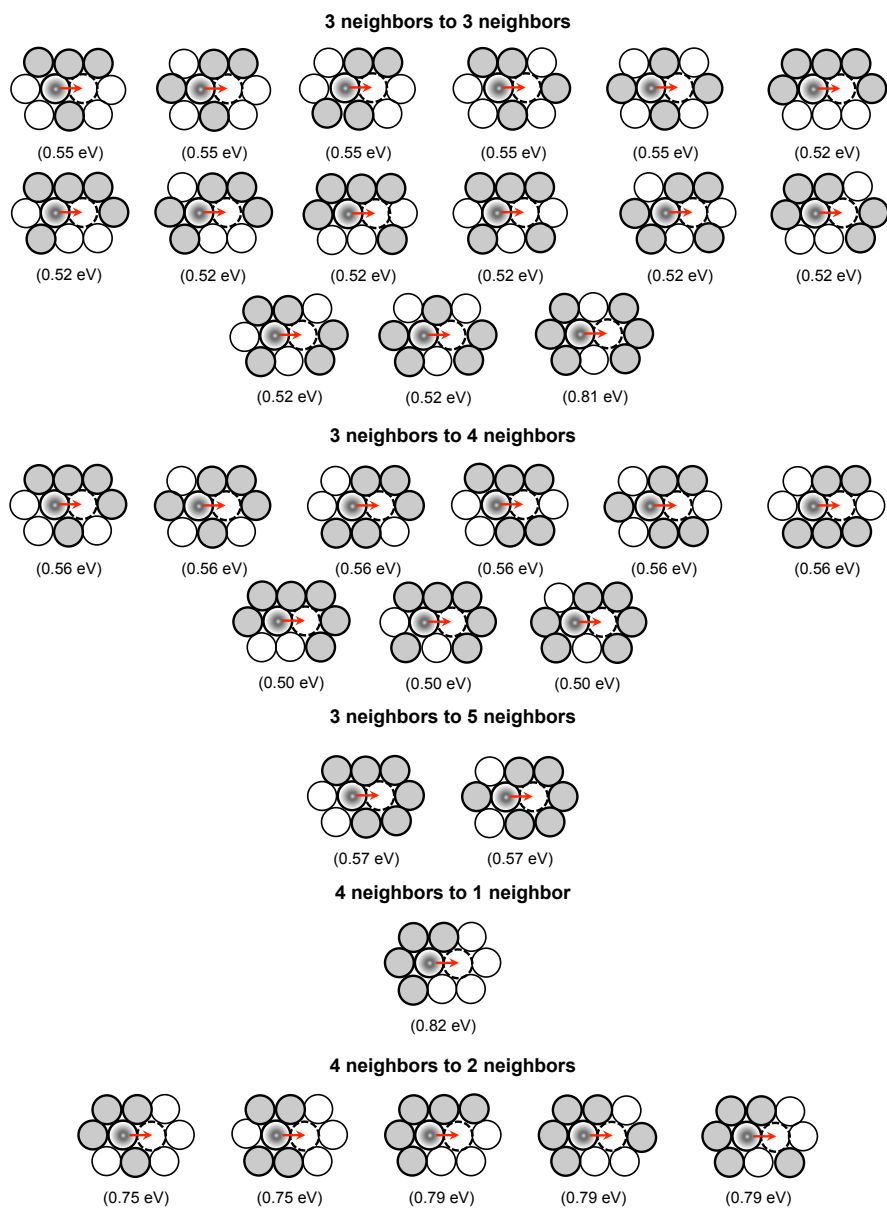 3 neighbors to 3 neighbors
(0.55 eV) (0.55 eV) (0.55 eV) (0.55 eV) (0.55 eV) (0.52 eV)
(0.52 eV) (0.52 eV) (0.52 eV) (0.52 eV) (0.52 eV) (0.52 eV)
(0.52 eV) (0.52 eV) (0.81 eV)
3 neighbors to 4 neighbors
(0.56 eV) (0.56 eV) (0.56 eV) (0.56 eV) (0.56 eV) (0.56 eV)
(0.50 eV) (0.50 eV) (0.50 eV)
3 neighbors to 5 neighbors
(0.57 eV) (0.57 eV)
4 neighbors to 1 neighbor
(0.82 eV)
4 neighbors to 2 neighbors
(0.75 eV) (0.75 eV) (0.79 eV) (0.79 eV) (0.79 eV)